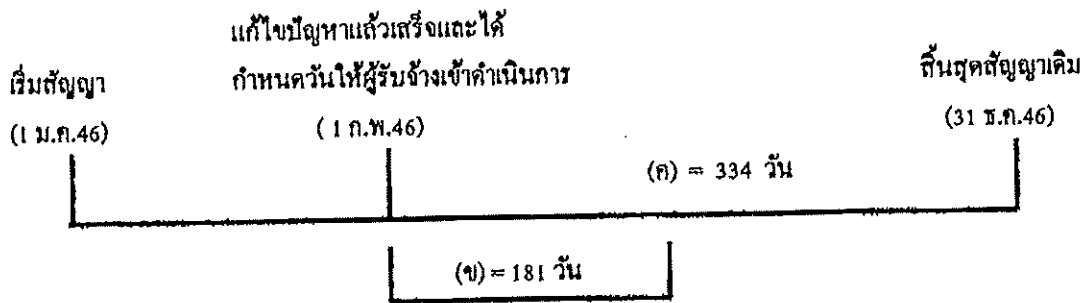 แก้ไขปัญหาแล้วเสร็จและได้
เริ่มสัญญา
กำหนดวันให้ผู้รับจ้างเข้าดำเนินการ
สิ้นสุดสัญญาเดิม
(1 ม.ค.46)
( 1 ก.พ.46)
(31 ธ.ค.46)
(ค) = 334 วัน
(ข) = 181 วัน